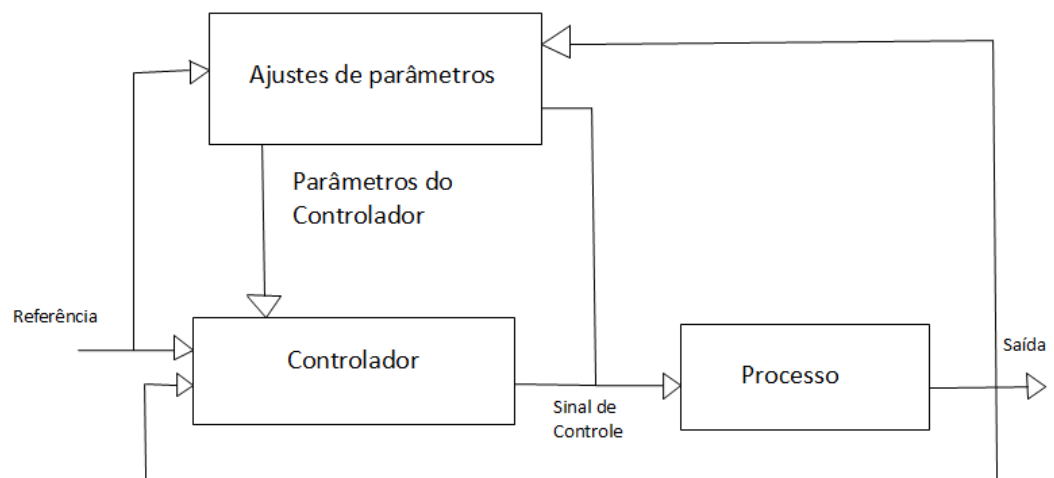 Ajustes de parâmetros
Parâmetros do
Controlador
Referência
Controlador
Sinal de
Controle
Processo
Saída